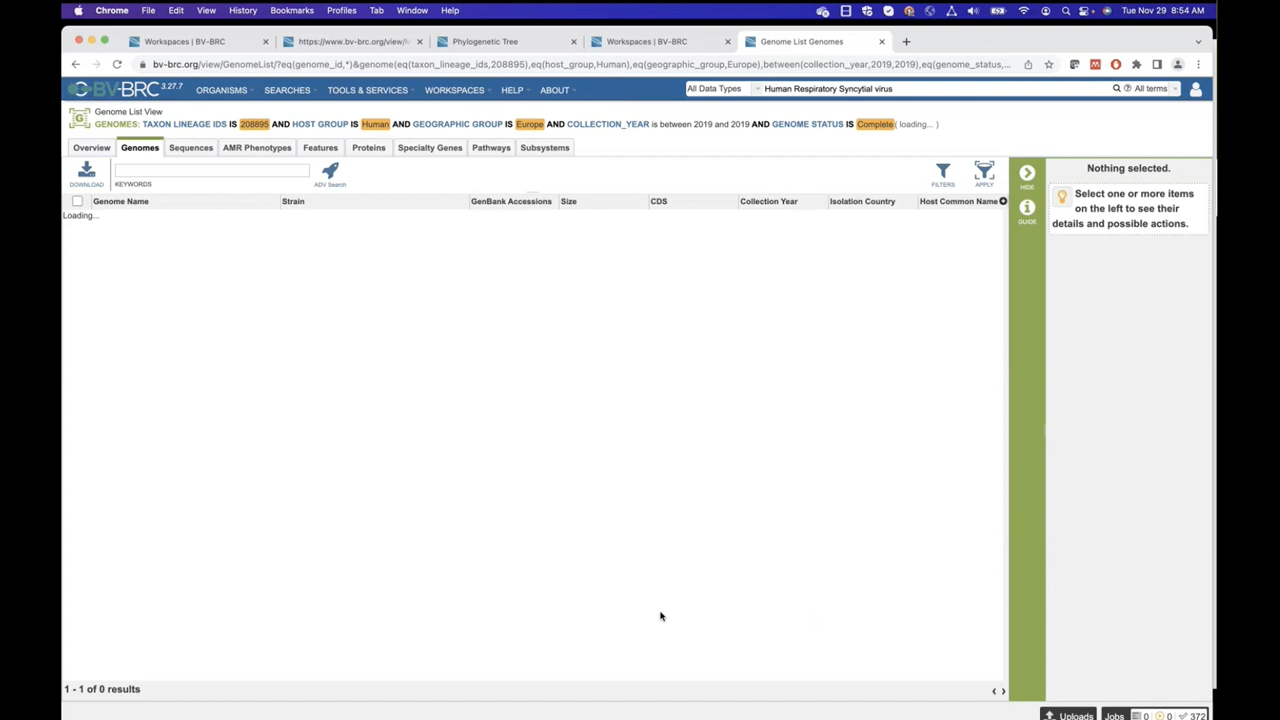 Chrome File Edit View History Bookmarks Profiles Tab Window Help Tue Nov 29 8:54 AM
Workspaces | BV-BRC × https://www.bv-brc.org/view/V × Phylogenetic Tree × Workspaces | BV-BRC × Genome List Genomes × +
bv-brc.org/view/GenomeList/?eq(genome_id,*)&genome(eq(taxon_lineage_ids,208895),eq(host_group,Human),eq(geographic_group,Europe),between(collection_year,2019,2019),eq(genome_status,...
BV-BRC 3.27.7 ORGANISMS SEARCHES TOOLS & SERVICES WORKSPACES HELP ABOUT All Data Types Human Respiratory Syncytial virus All terms
Genome List View
GENOMES: TAXON LINEAGE IDS IS 208895 AND HOST GROUP IS Human AND GEOGRAPHIC GROUP IS Europe AND COLLECTION_YEAR is between 2019 and 2019 AND GENOME STATUS IS Complete ( loading... )
Overview Genomes Sequences AMR Phenotypes Features Proteins Specialty Genes Pathways Subsystems
DOWNLOAD KEYWORDS ADV Search FILTERS APPLY
HIDE
GUIDE
Nothing selected.
Select one or more items
on the left to see their
details and possible actions.
Genome Name Strain GenBank Accessions Size CDS Collection Year Isolation Country Host Common Name
Loading...
1 - 1 of 0 results ‹ ›
Uploads Jobs 0 0 372